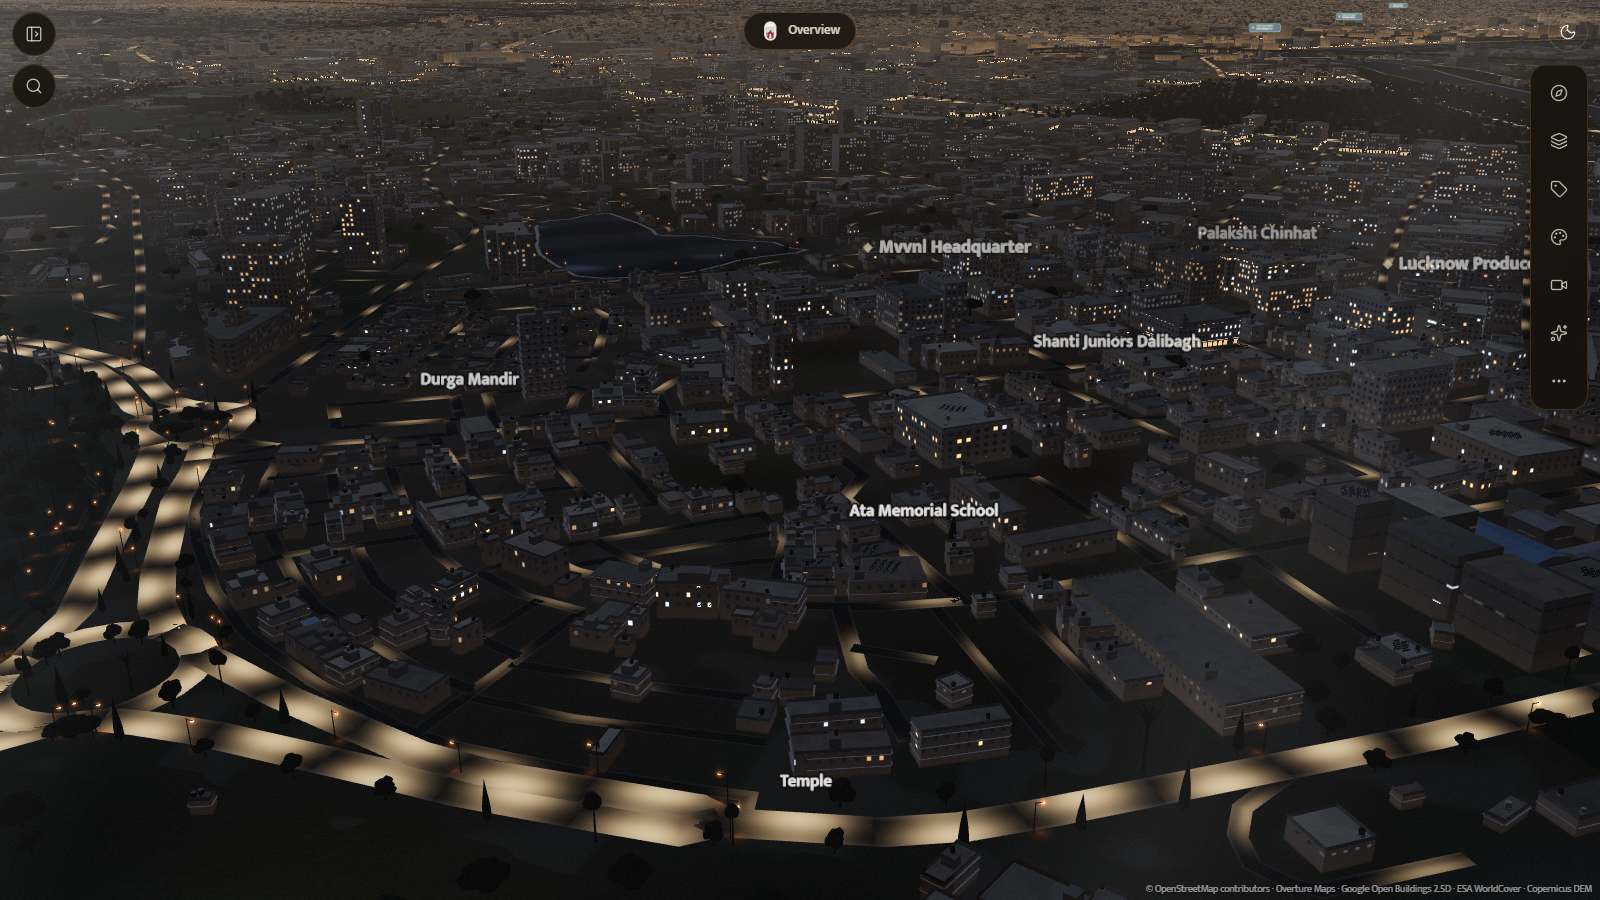 Overview
Mvvnl Headquarter
Palakshi Chinhat
Lucknow Produc
Shanti Juniors Dalibagh
Durga Mandir
Ata Memorial School
Temple
© OpenStreetMap contributors · Overture Maps · Google Open Buildings 2.5D · ESA WorldCover · Copernicus DEM